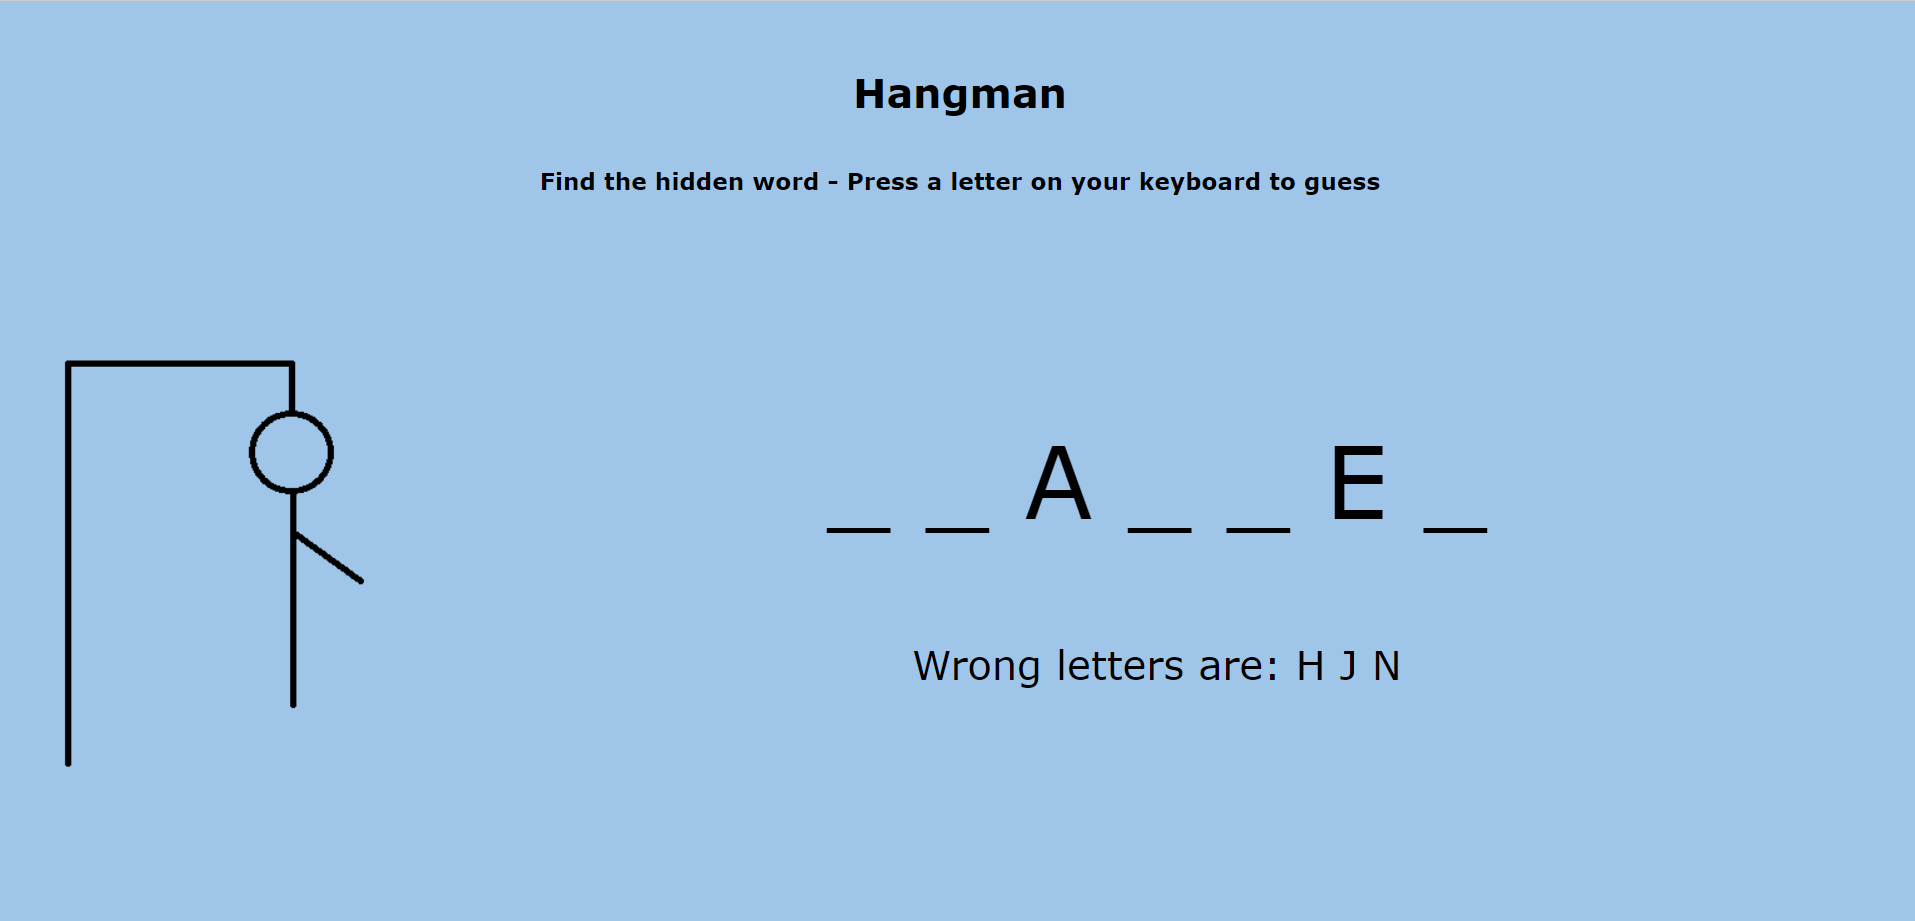 Hangman
Find the hidden word – Press a letter on your keyboard to guess
_ _ A _ _ E _
Wrong letters are: H J N